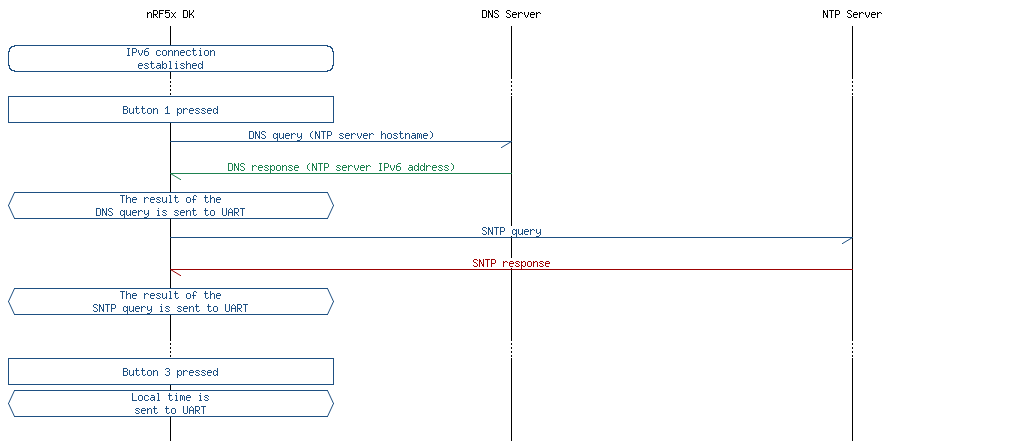 nRF5x DK
DNS Server
NTP Server
IPv6 connection
established
Button 1 pressed
DNS query (NTP server hostname)
DNS response (NTP server IPv6 address)
The result of the
DNS query is sent to UART
SNTP query
SNTP response
The result of the
SNTP query is sent to UART
Button 3 pressed
Local time is
sent to UART